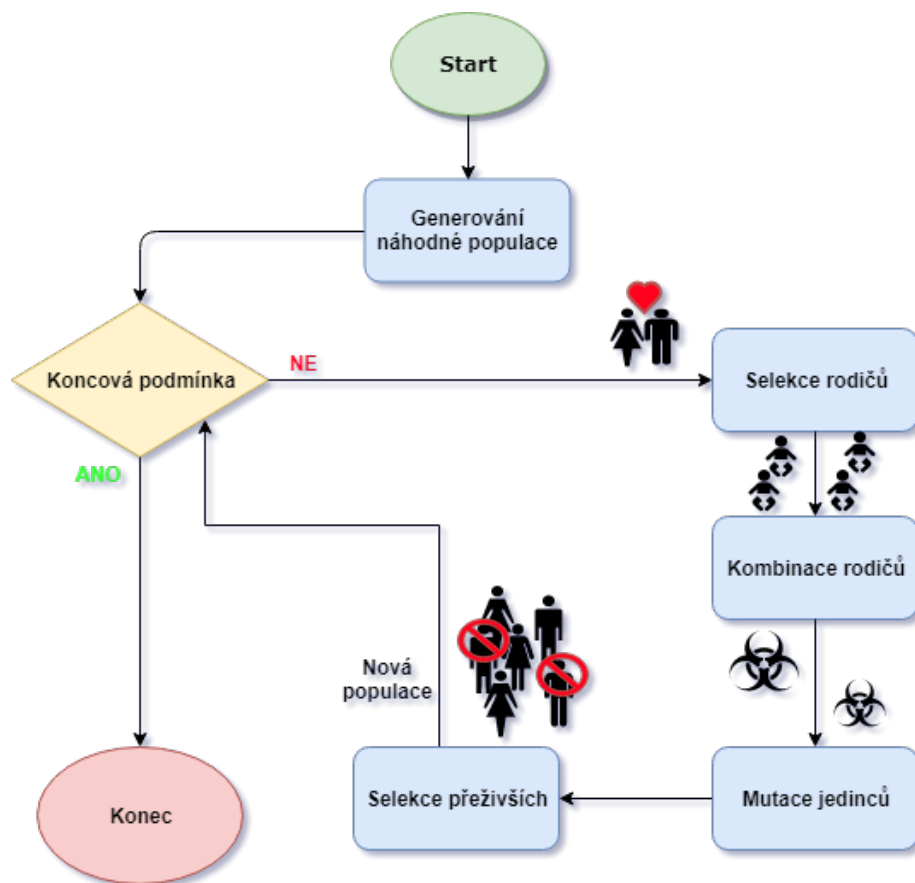 Start
Generování
náhodné populace
Koncová podmínka
NE
Selekce rodičů
ANO
Kombinace rodičů
Nová
populace
Konec
Selekce přeživších
Mutace jedinců